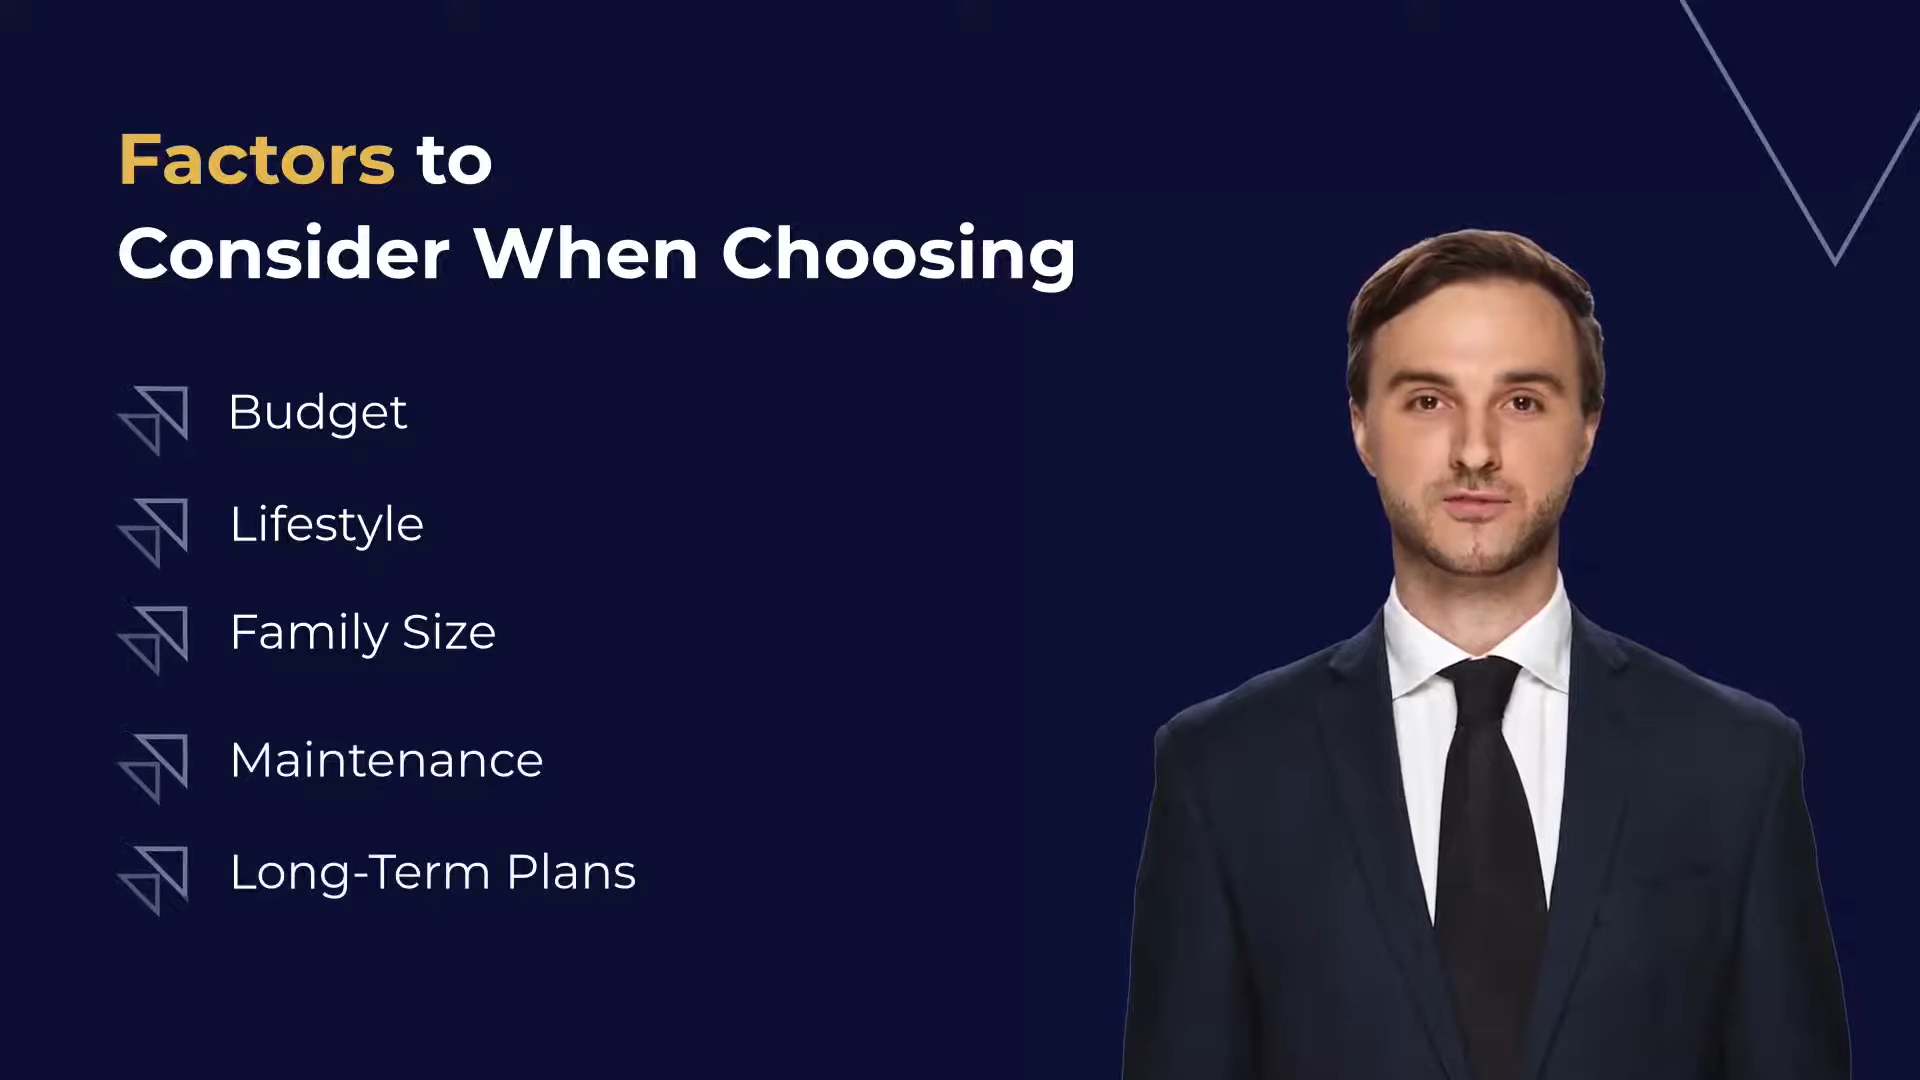 Factors to
Consider When Choosing
Budget
Lifestyle
Family Size
Maintenance
Long-Term Plans